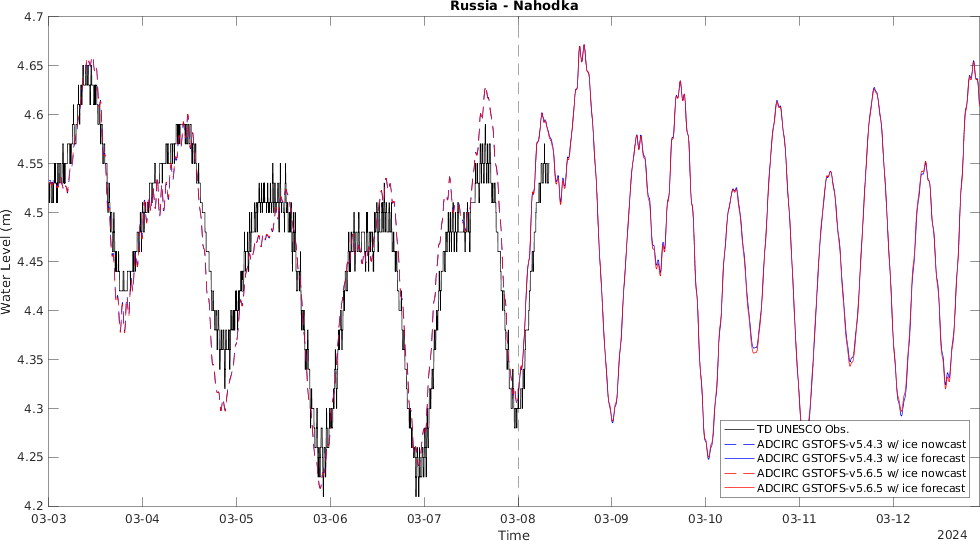 Russia - Nahodka
4.7
4.65
4.6
4.55
4.5
4.45
4.4
4.35
4.3
4.25
4.2
Water Level (m)
03-03 03-04 03-05 03-06 03-07 03-08 03-09 03-10 03-11 03-12
Time
2024
TD UNESCO Obs.
ADCIRC GSTOFS-v5.4.3 w/ ice nowcast
ADCIRC GSTOFS-v5.4.3 w/ ice forecast
ADCIRC GSTOFS-v5.6.5 w/ ice nowcast
ADCIRC GSTOFS-v5.6.5 w/ ice forecast